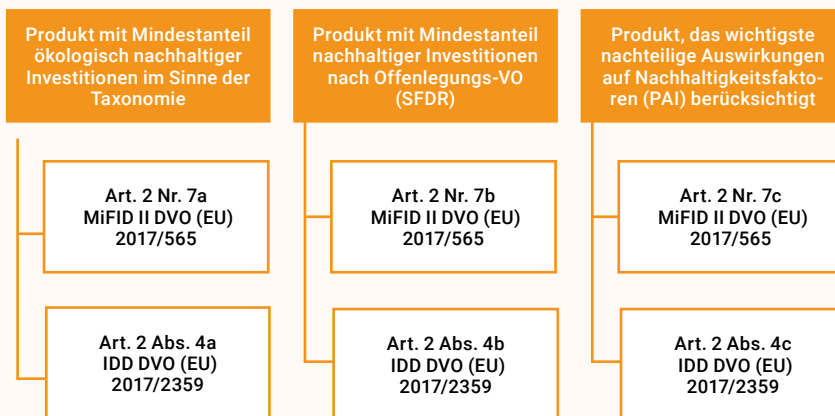 Produkt mit Mindestanteil
ökologisch nachhaltiger
Investitionen im Sinne der
Taxonomie
Art. 2 Nr. 7a
MiFID II DVO (EU)
2017/565
Art. 2 Abs. 4a
IDD DVO (EU)
2017/2359
Produkt mit Mindestanteil
nachhaltiger Investitionen
nach Offenlegungs-VO
(SFDR)
Art. 2 Nr. 7b
MiFID II DVO (EU)
2017/565
Art. 2 Abs. 4b
IDD DVO (EU)
2017/2359
Produkt, das wichtigste
nachteilige Auswirkungen
auf Nachhaltigkeitsfakto-
ren (PAI) berücksichtigt
Art. 2 Nr. 7c
MiFID II DVO (EU)
2017/565
Art. 2 Abs. 4c
IDD DVO (EU)
2017/2359